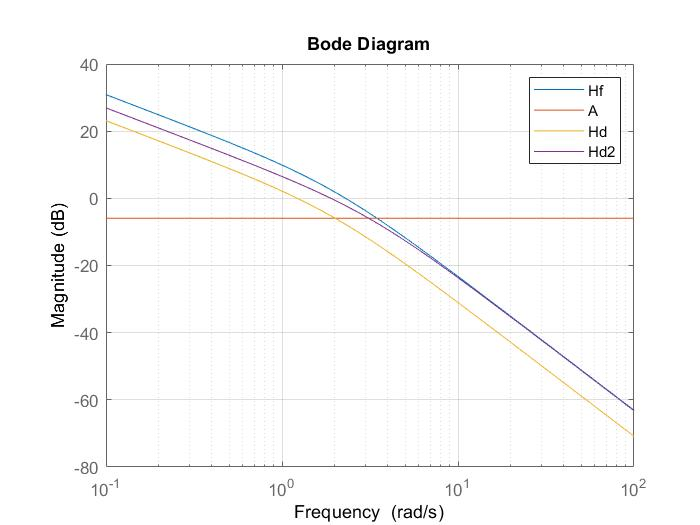 Bode Diagram
40
20
0
-20
-40
-60
-80
Magnitude (dB)
Hf
A
Hd
Hd2
10^-1
10^0
10^1
10^2
Frequency (rad/s)